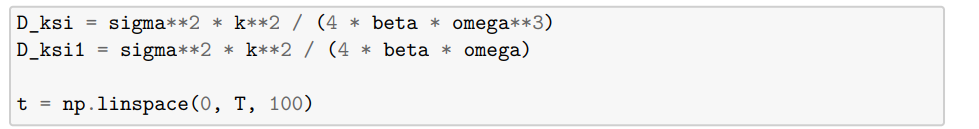 D_ksi = sigma**2 * k**2 / (4 * beta * omega**3)
D_ksi1 = sigma**2 * k**2 / (4 * beta * omega)
t = np.linspace(0, T, 100)